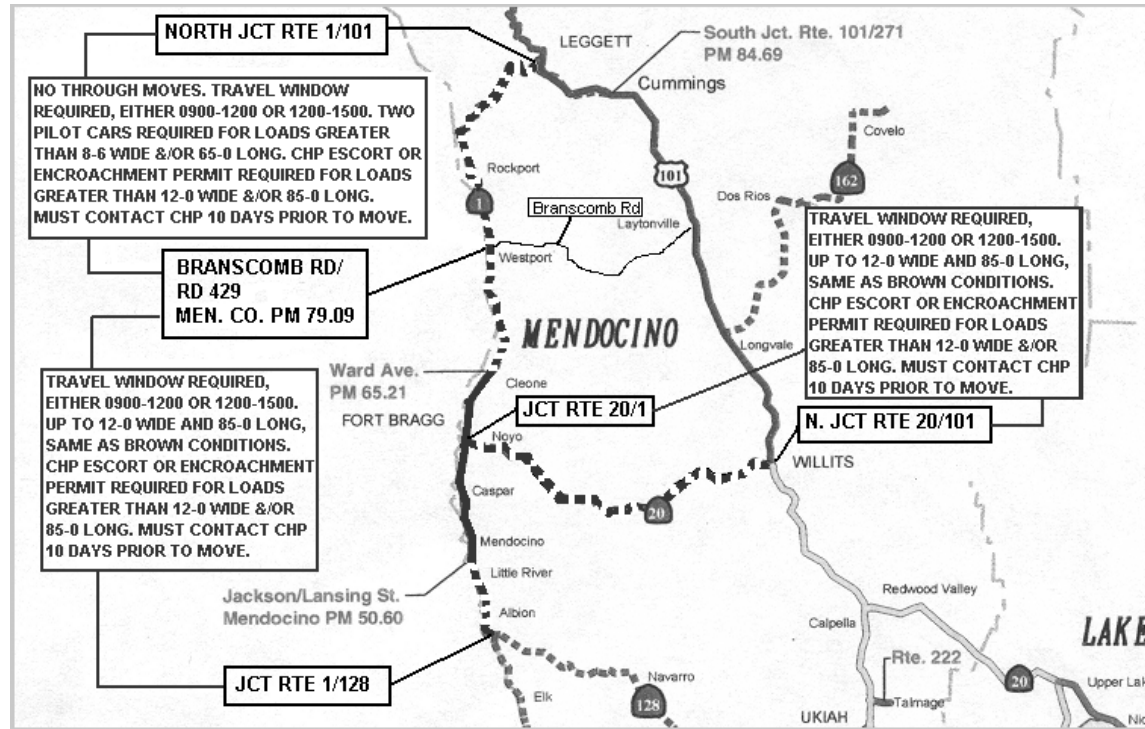 NORTH JCT RTE 1/101
LEGGETT
South Jct. Rte. 101/271
PM 84.69
Cummings
NO THROUGH MOVES. TRAVEL WINDOW
REQUIRED, EITHER 0900-1200 OR 1200-1500. TWO
PILOT CARS REQUIRED FOR LOADS GREATER
THAN 8-6 WIDE &/OR 65-0 LONG. CHP ESCORT OR
ENCROACHMENT PERMIT REQUIRED FOR LOADS
GREATER THAN 12-0 WIDE &/OR 85-0 LONG.
MUST CONTACT CHP 10 DAYS PRIOR TO MOVE.
Covelo
Rockport
101
162
Dos Rios
1
Branscomb Rd
Laytonville
TRAVEL WINDOW REQUIRED,
EITHER 0900-1200 OR 1200-1500.
UP TO 12-0 WIDE AND 85-0 LONG,
SAME AS BROWN CONDITIONS.
CHP ESCORT OR ENCROACHMENT
PERMIT REQUIRED FOR LOADS
GREATER THAN 12-0 WIDE &/OR
85-0 LONG. MUST CONTACT CHP
10 DAYS PRIOR TO MOVE.
Westport
BRANSCOMB RD/
RD 429
MEN. CO. PM 79.09
MENDOCINO
Longvale
Ward Ave.
PM 65.21
Cleone
FORT BRAGG
JCT RTE 20/1
N. JCT RTE 20/101
TRAVEL WINDOW REQUIRED,
EITHER 0900-1200 OR 1200-1500.
UP TO 12-0 WIDE AND 85-0 LONG,
SAME AS BROWN CONDITIONS.
CHP ESCORT OR ENCROACHMENT
PERMIT REQUIRED FOR LOADS
GREATER THAN 12-0 WIDE &/OR
85-0 LONG. MUST CONTACT CHP
10 DAYS PRIOR TO MOVE.
Noyo
WILLITS
Caspar
20
Mendocino
Little River
Jackson/Lansing St.
Mendocino PM 50.60
Albion
Redwood Valley
Calpella
LAKE
JCT RTE 1/128
Rte. 222
Navarro
Elk
128
20
Upper Lak
Talmage
UKIAH
Nic